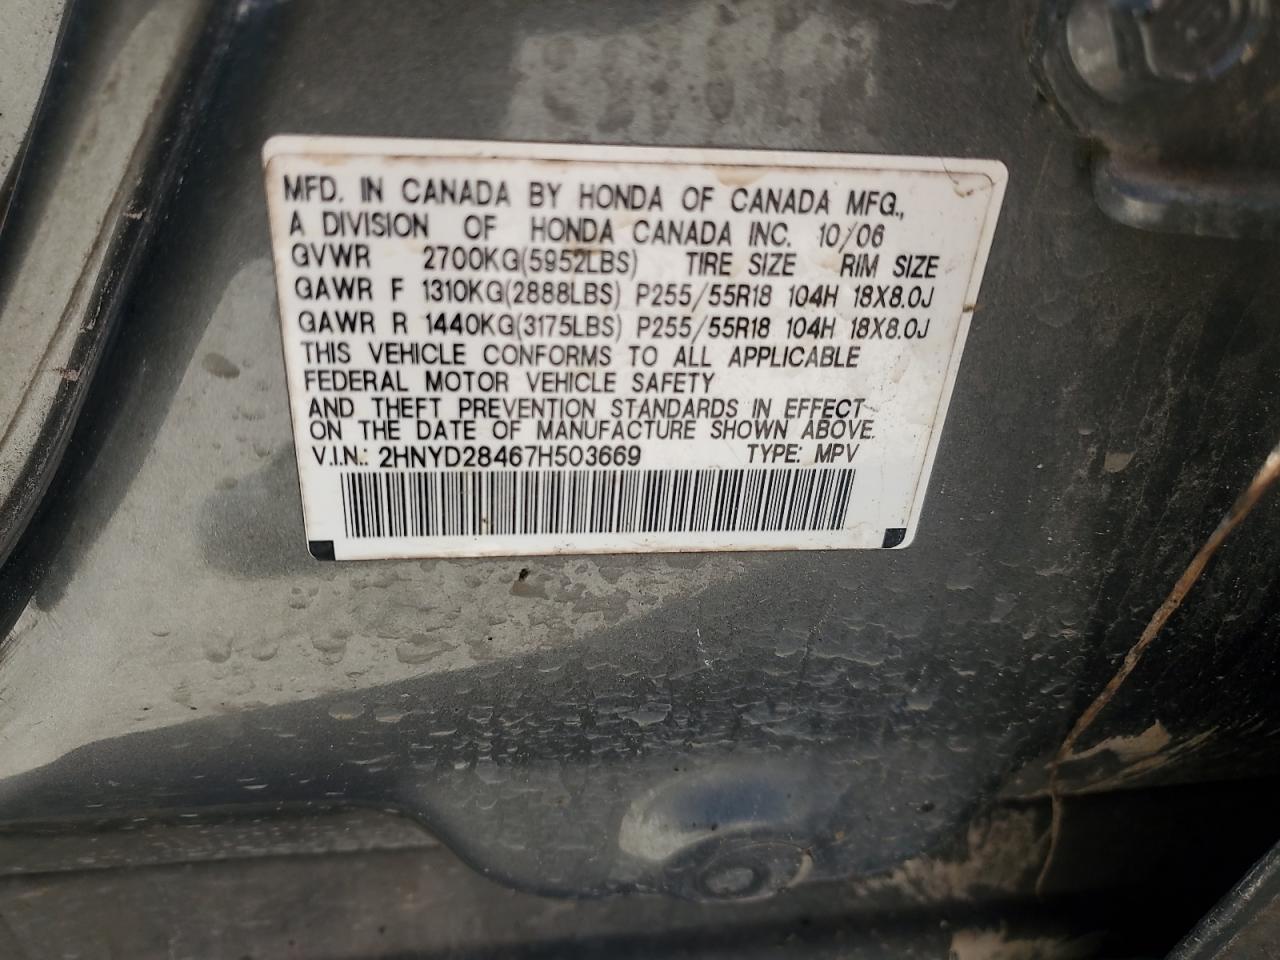 MFD. IN CANADA BY HONDA OF CANADA MFG.,
A DIVISION OF HONDA CANADA INC. 10/06
GVWR 2700KG(5952LBS) TIRE SIZE RIM SIZE
GAWR F 1310KG(2888LBS) P255/55R18 104H 18X8.0J
GAWR R 1440KG(3175LBS) P255/55R18 104H 18X8.0J
THIS VEHICLE CONFORMS TO ALL APPLICABLE
FEDERAL MOTOR VEHICLE SAFETY
AND THEFT PREVENTION STANDARDS IN EFFECT
ON THE DATE OF MANUFACTURE SHOWN ABOVE.
V.I.N.: 2HNYD28467H503669 TYPE: MPV